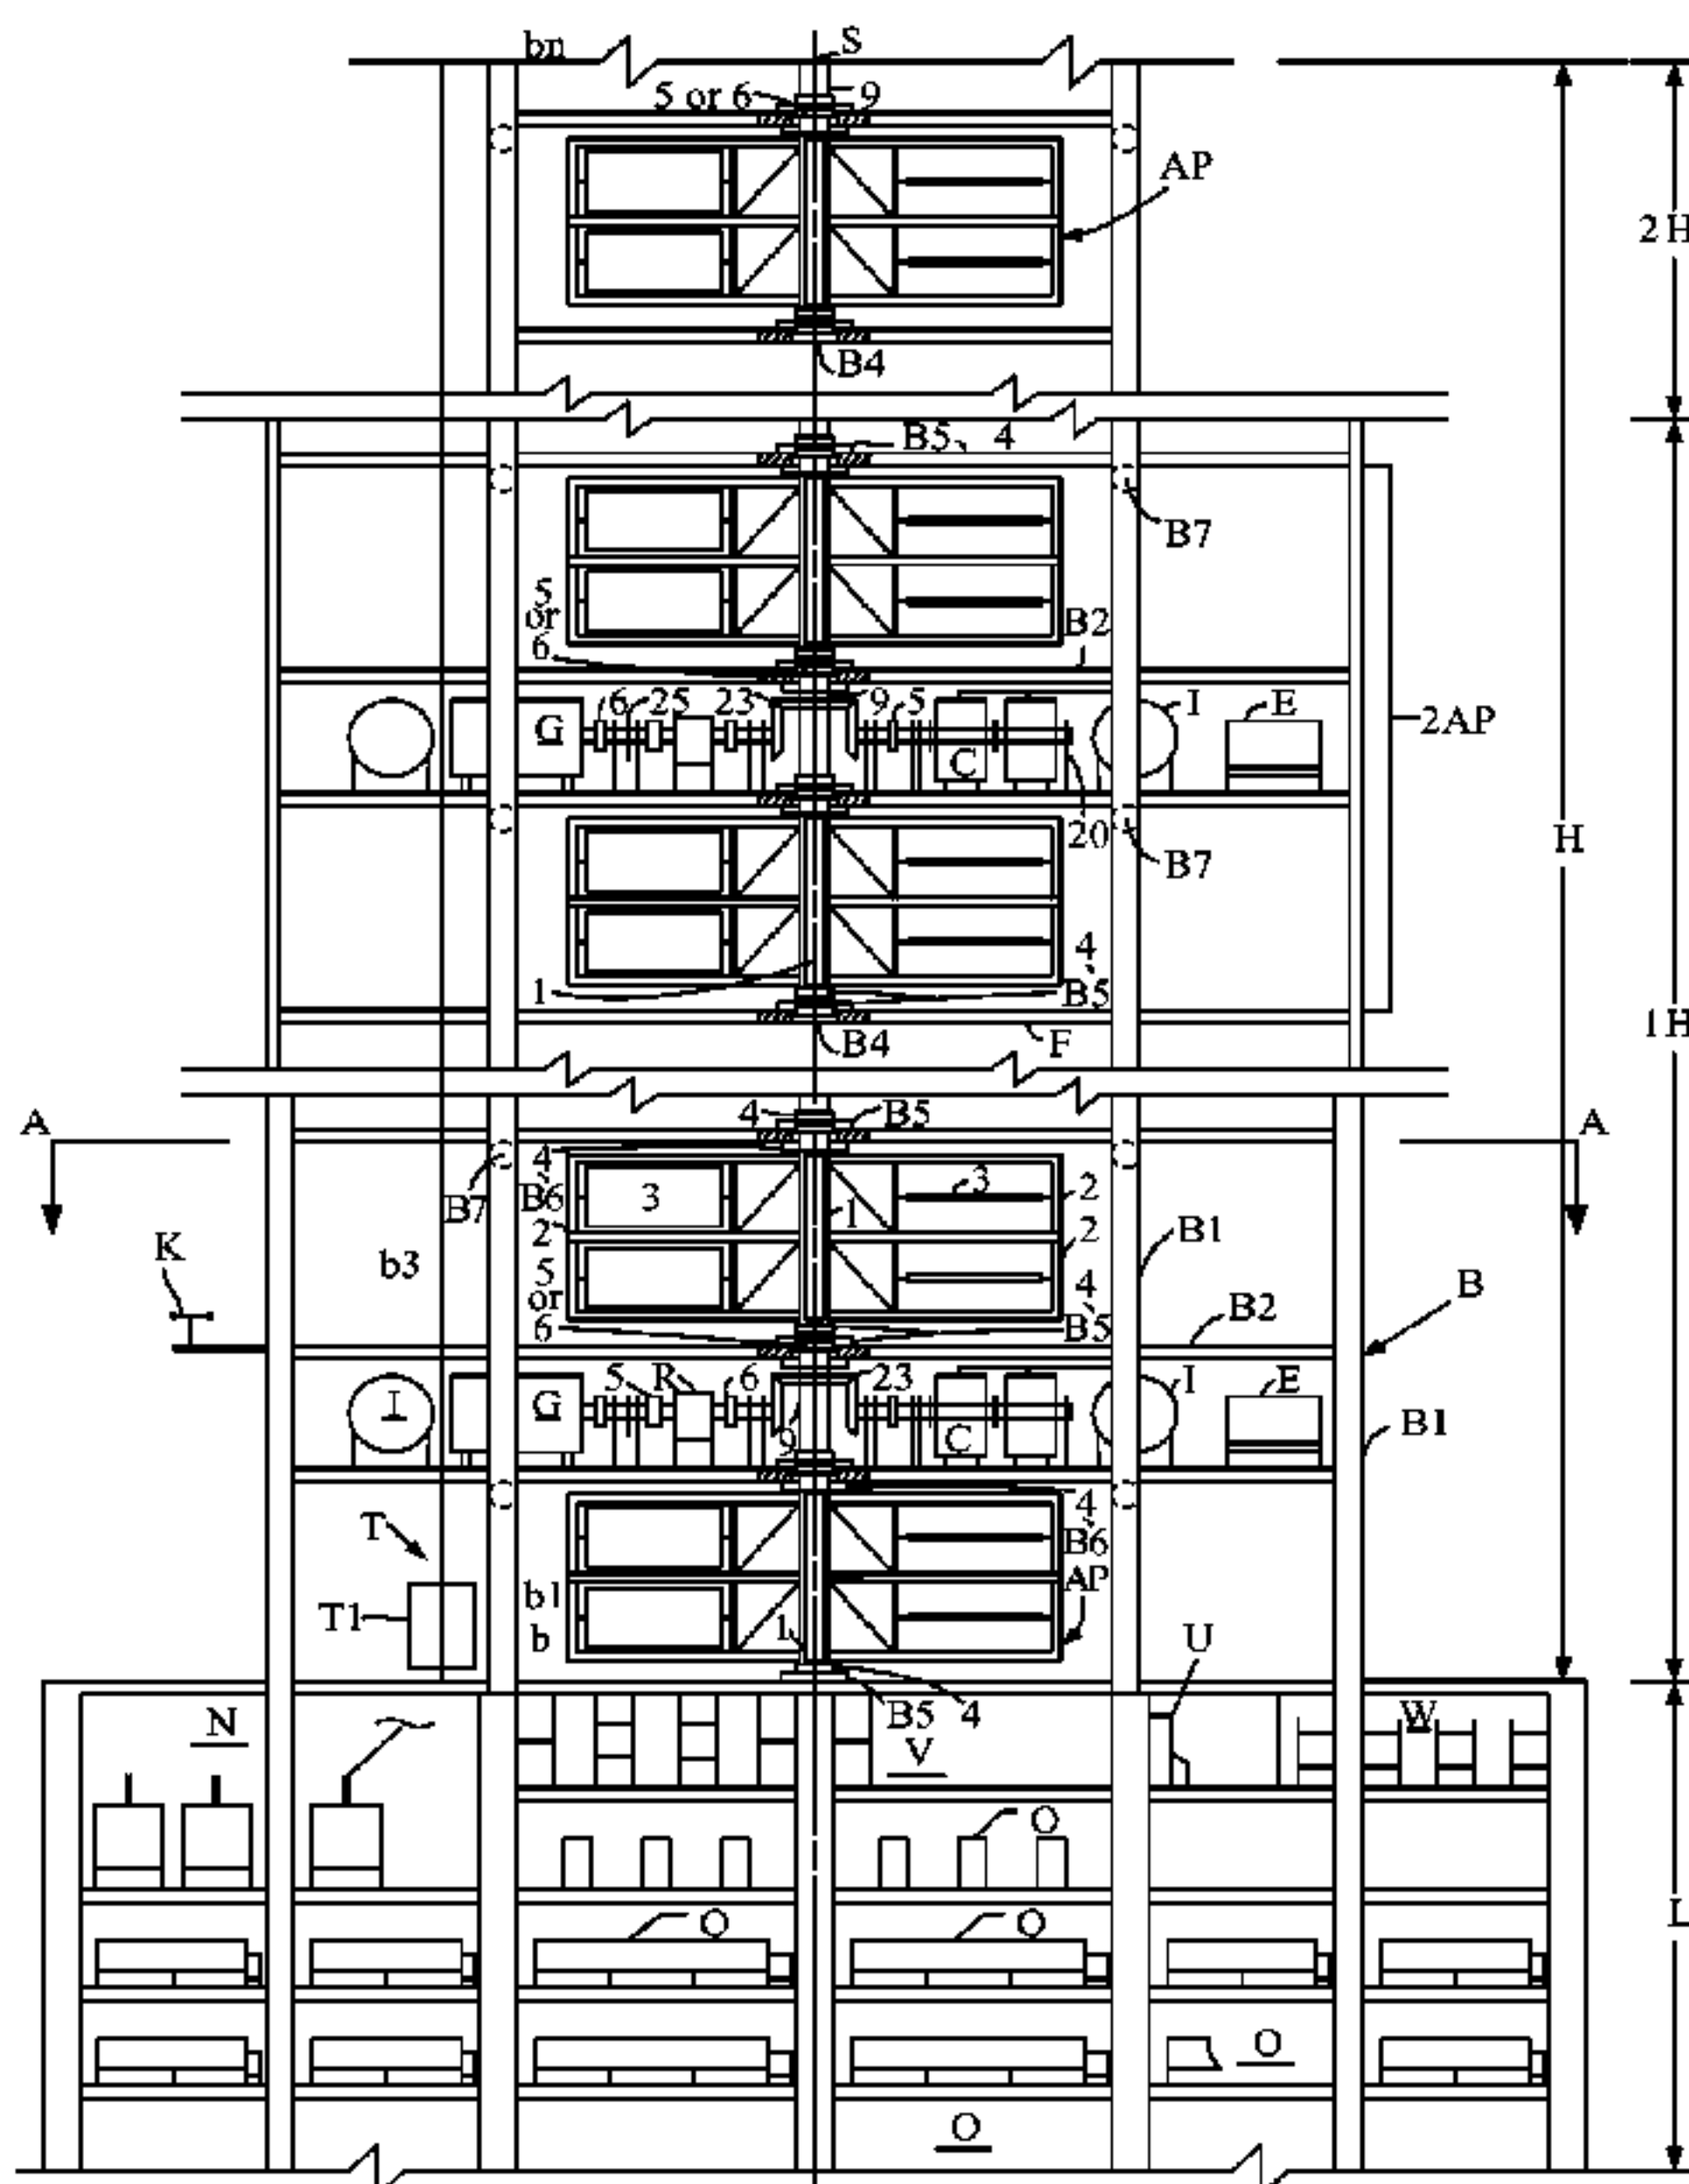 bn S
5 or 6 9
AP
2H
B4
B5, 4
B7
5
or
6
B2
6 25 23 9 5 I E
G C
2AP
20
B7
H
4
,
B5
1
B4 F
1H
4 B5
A A
4
,
B6
B7
3 3 2
2 1 2
K b3 B1
5
or
6
4
,
B5
B2 B
5 R 6 23 I E
I G C
9
B1
4
,
B6
T AP
T1 b1
b
1
U
B5 4
N V W
O
O O
L
O
O